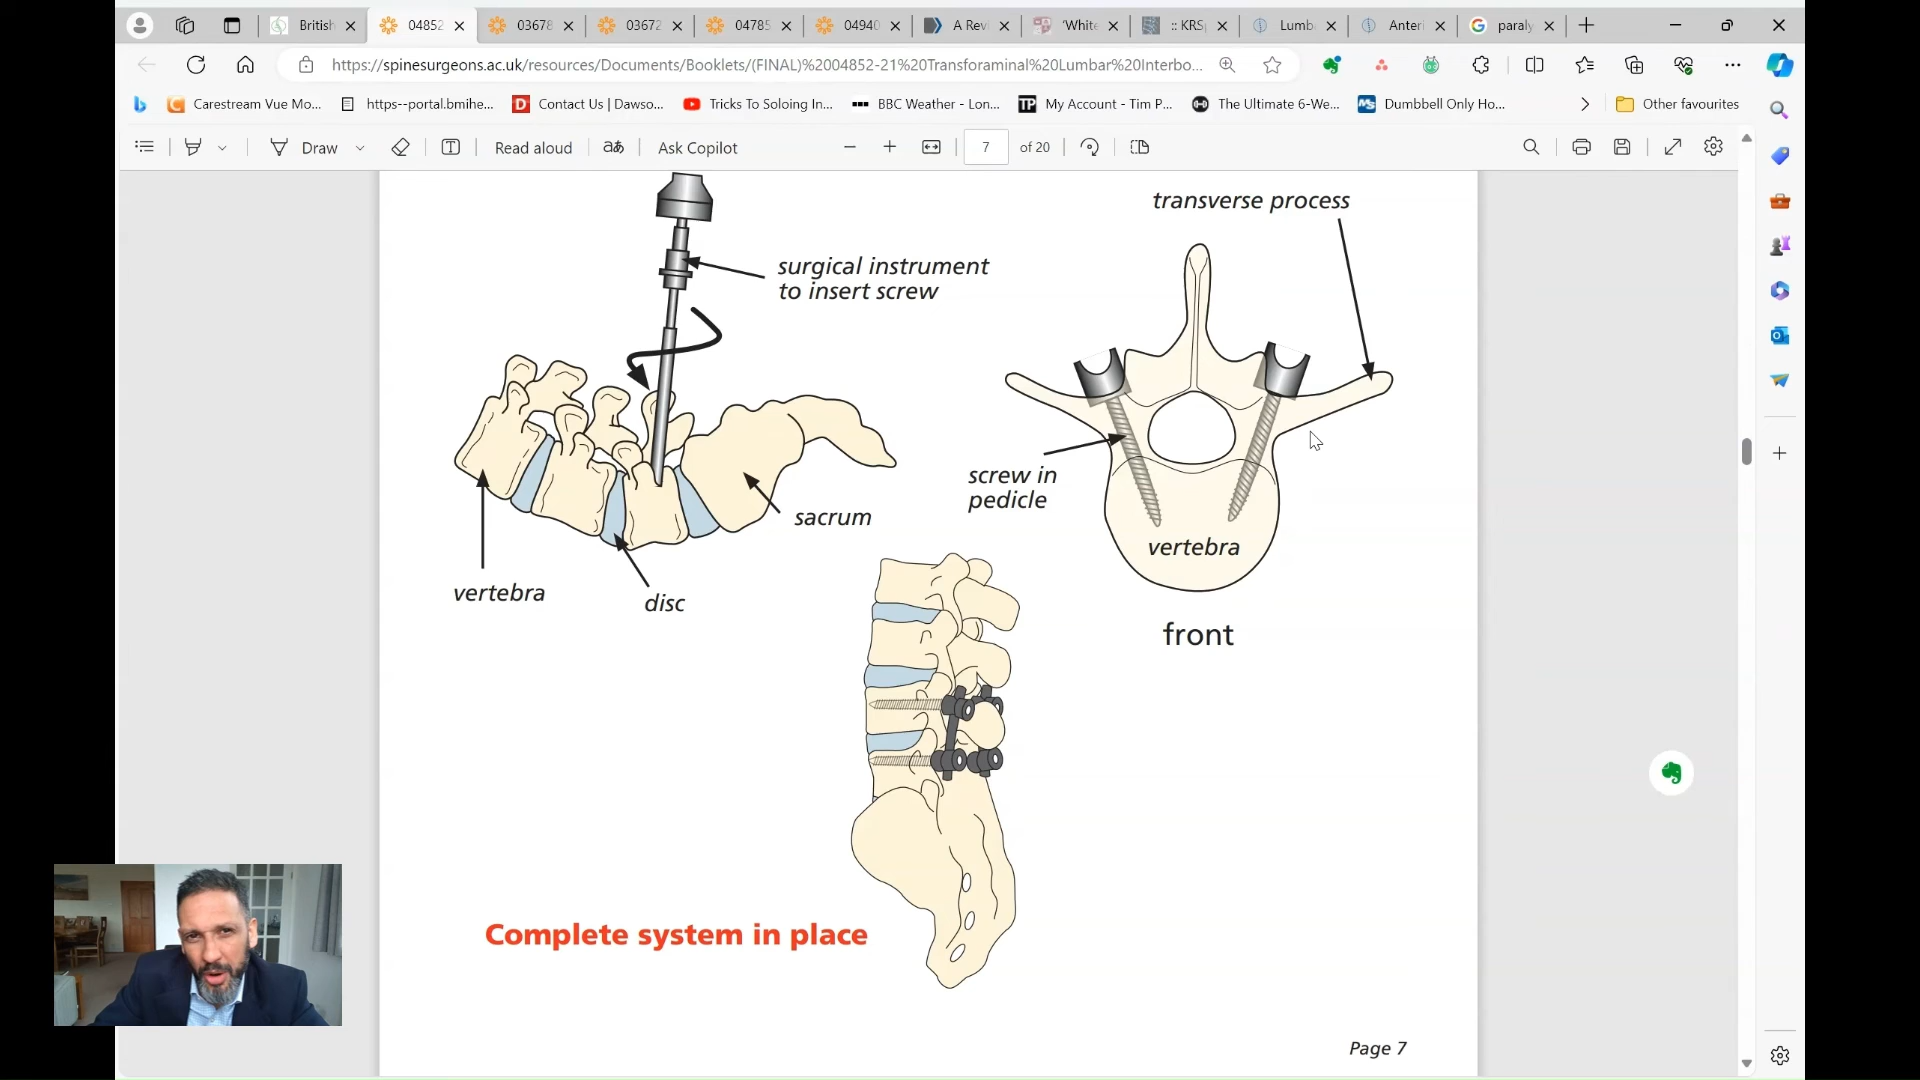 British
04852
03678
03672
04785
04940
A Revi
'White
:: KRSp
Lumb
Anteri
paraly
https://spinesurgeons.ac.uk/resources/Documents/Booklets/(FINAL)%2004852-21%20Transforaminal%20Lumbar%20Interbo...
Carestream Vue Mo...
https--portal.bmihe...
Contact Us | Dawso...
Tricks To Soloing In...
BBC Weather - Lon...
My Account - Tim P...
The Ultimate 6-We...
Dumbbell Only Ho...
Other favourites
Draw
Read aloud
Ask Copilot
7
of 20
transverse process
surgical instrument
to insert screw
screw in
pedicle
sacrum
vertebra
vertebra
disc
front
Complete system in place
Page 7